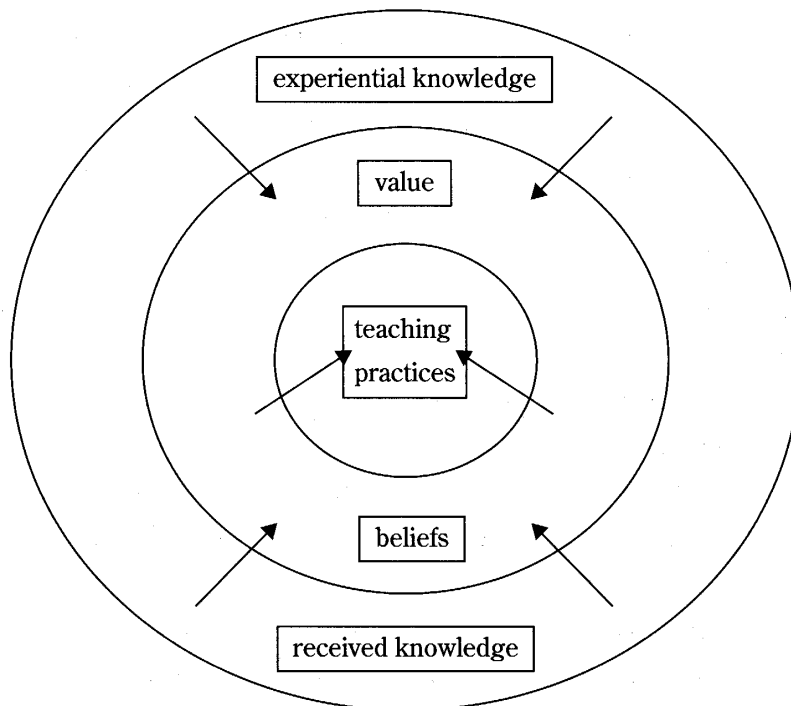 experiential knowledge
value
teaching
practices
beliefs
received knowledge